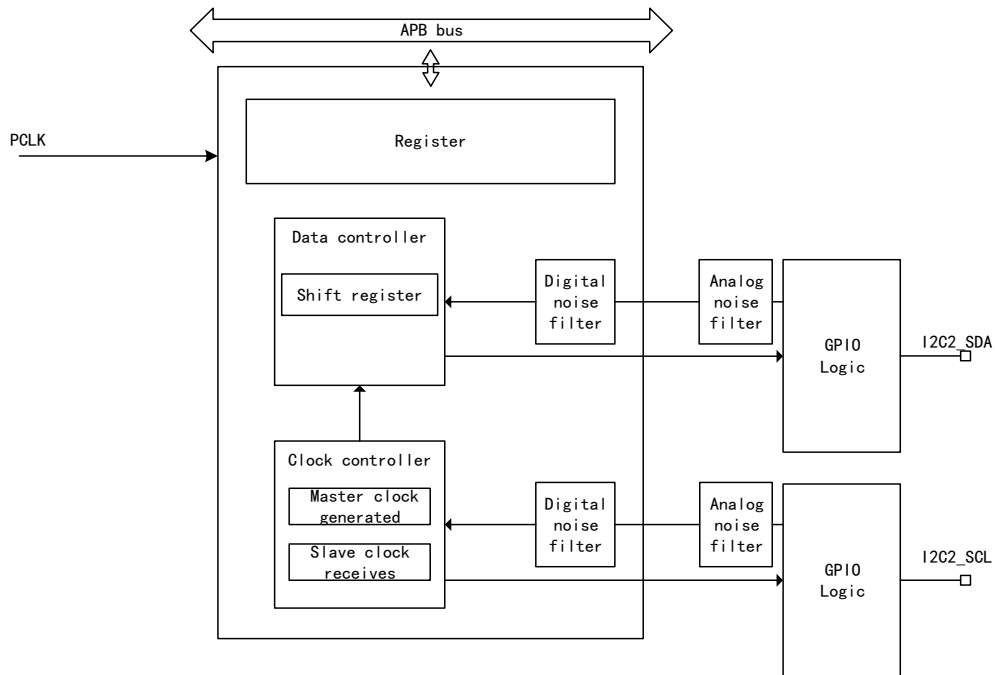 APB bus
PCLK
Register
Data controller
Shift register
Digital
noise
filter
Analog
noise
filter
GPIO
Logic
I2C2_SDA
Clock controller
Master clock
generated
Slave clock
receives
Digital
noise
filter
Analog
noise
filter
GPIO
Logic
I2C2_SCL